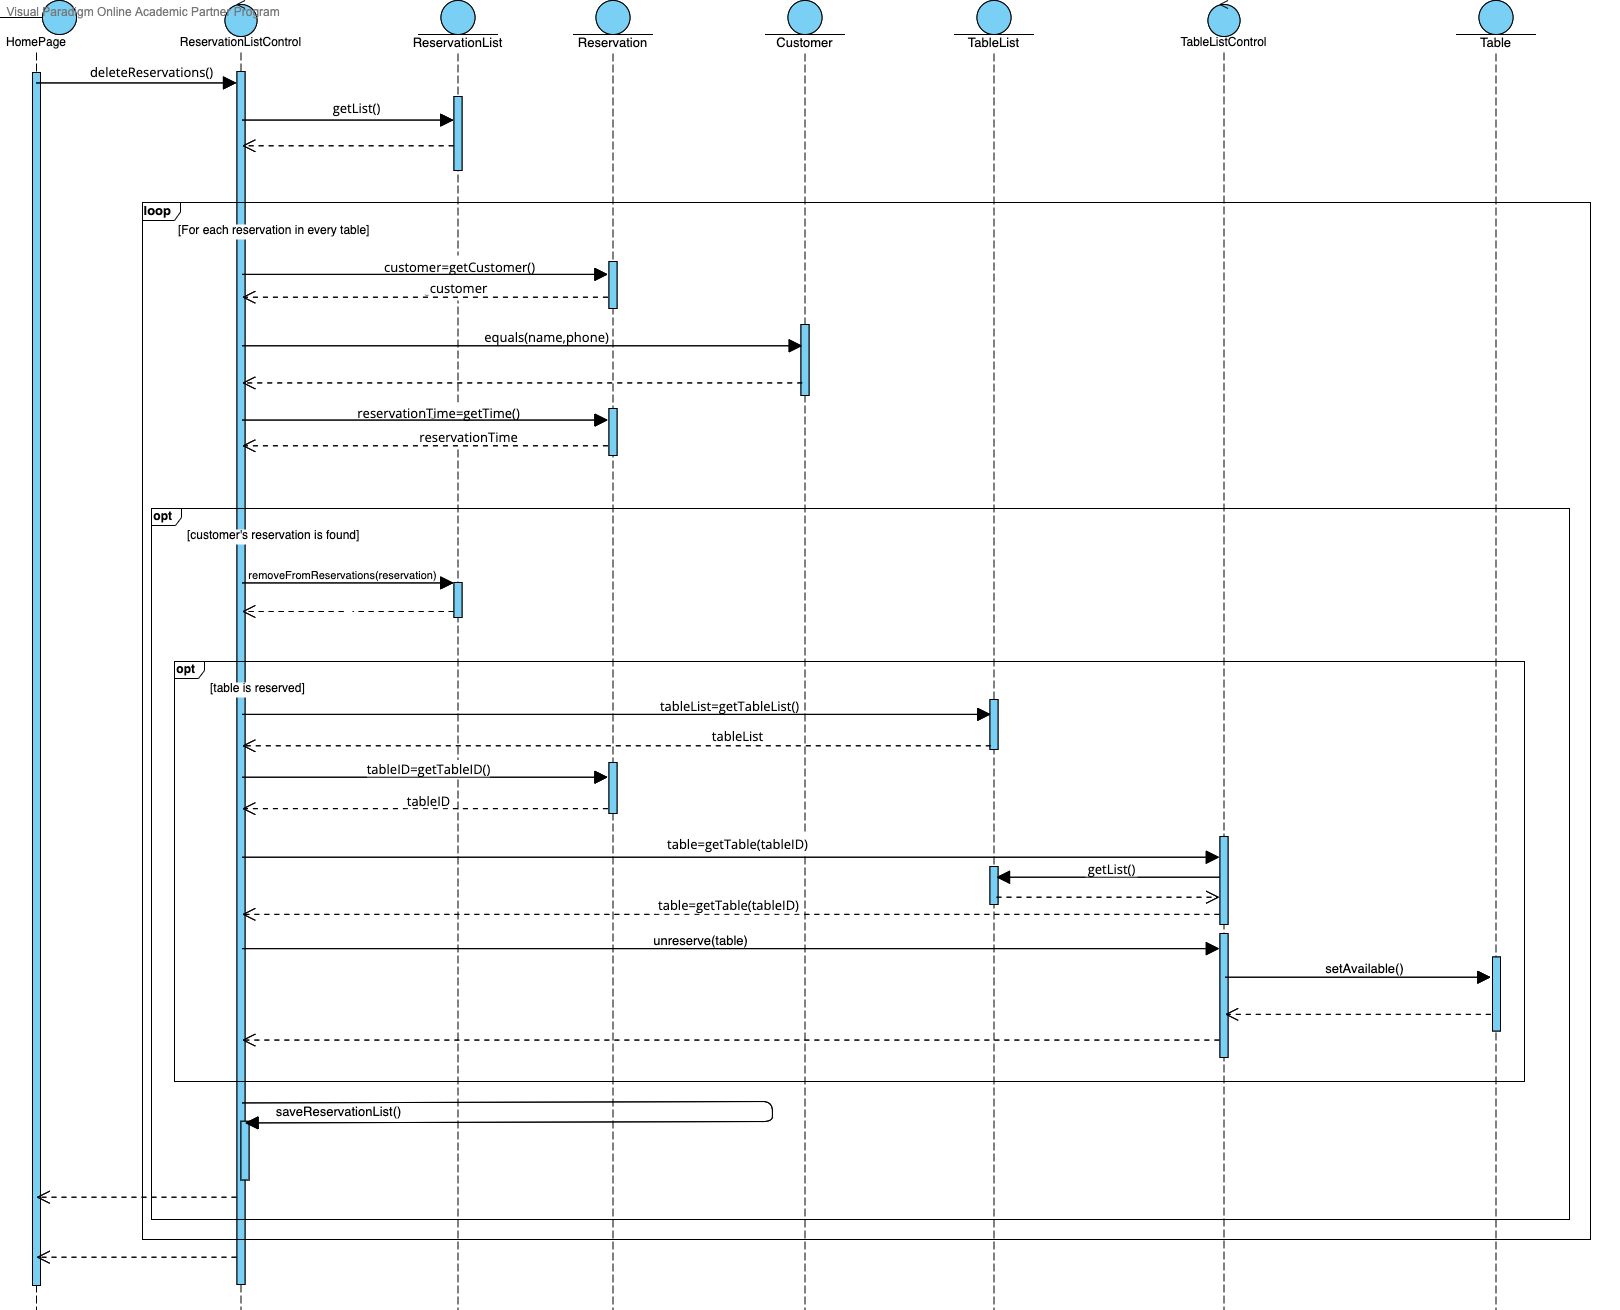 Visual Paradigm Online Academic Partner Program
HomePage
ReservationListControl
ReservationList
Reservation
Customer
TableList
TableListControl
Table
deleteReservations()
getList()
loop
[For each reservation in every table]
customer=getCustomer()
customer
equals(name,phone)
reservationTime=getTime()
reservationTime
opt
[customer's reservation is found]
removeFromReservations(reservation)
opt
[table is reserved]
tableList=getTableList()
tableList
tableID=getTableID()
tableID
table=getTable(tableID)
getList()
table=getTable(tableID)
unreserve(table)
setAvailable()
saveReservationList()